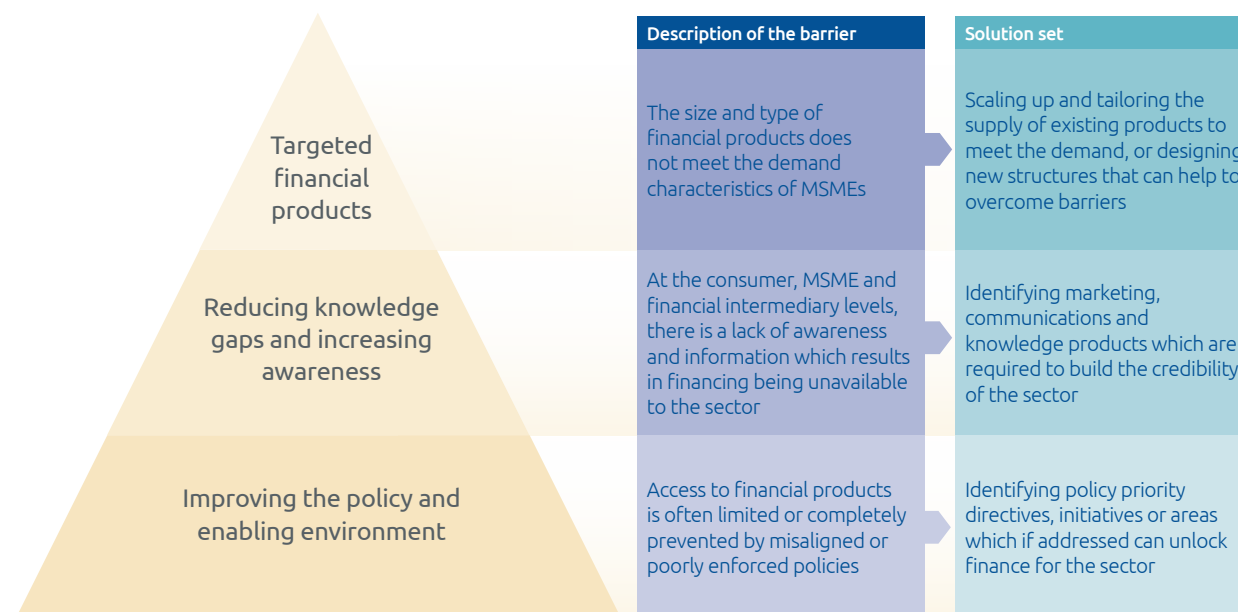 Description of the barrier
Solution set
Targeted
financial
products
The size and type of
financial products does
not meet the demand
characteristics of MSMEs
Scaling up and tailoring the
supply of existing products to
meet the demand, or designing
new structures that can help to
overcome barriers
Reducing knowledge
gaps and increasing
awareness
At the consumer, MSME and
financial intermediary levels,
there is a lack of awareness
and information which results
in financing being unavailable
to the sector
Identifying marketing,
communications and
knowledge products which are
required to build the credibility
of the sector
Improving the policy and
enabling environment
Access to financial products
is often limited or completely
prevented by misaligned or
poorly enforced policies
Identifying policy priority
directives, initiatives or areas
which if addressed can unlock
finance for the sector